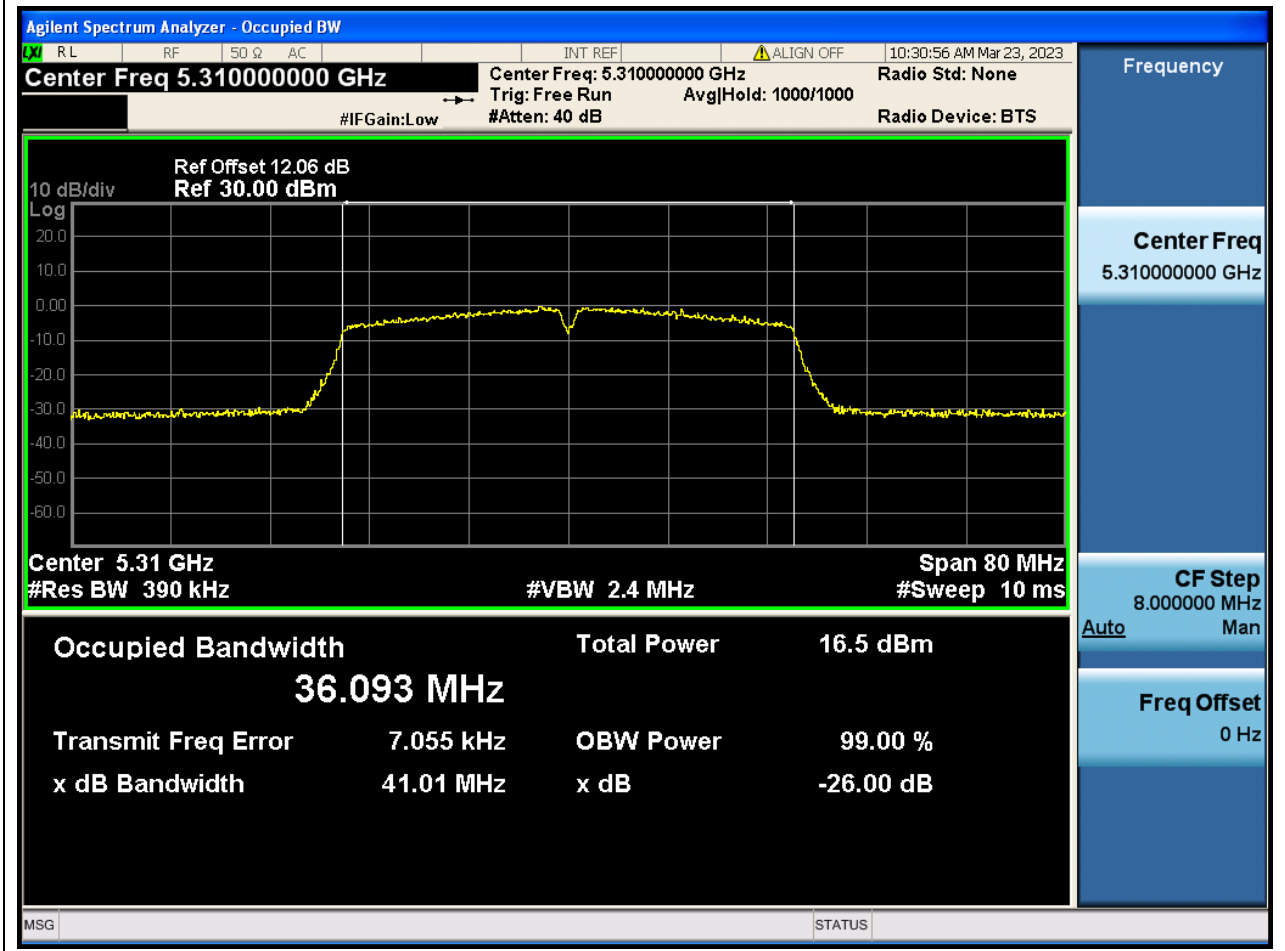 Agilent Spectrum Analyzer - Occupied BW
LXI RL RF 50 Ω AC INT REF ALIGN OFF 10:30:56 AM Mar 23, 2023
Center Freq 5.310000000 GHz
Center Freq: 5.310000000 GHz
Radio Std: None
Trig: Free Run Avg|Hold: 1000/1000
#IFGain:Low
#Atten: 40 dB
Radio Device: BTS
Ref Offset 12.06 dB
10 dB/div Ref 30.00 dBm
Log
20.0
10.0
0.00
-10.0
-20.0
-30.0
-40.0
-50.0
-60.0
Center 5.31 GHz Span 80 MHz
#Res BW 390 kHz #VBW 2.4 MHz #Sweep 10 ms
Occupied Bandwidth Total Power 16.5 dBm
36.093 MHz
Transmit Freq Error 7.055 kHz OBW Power 99.00 %
x dB Bandwidth 41.01 MHz x dB -26.00 dB
Frequency
Center Freq
5.310000000 GHz
CF Step
8.000000 MHz
Auto Man
Freq Offset
0 Hz
MSG STATUS